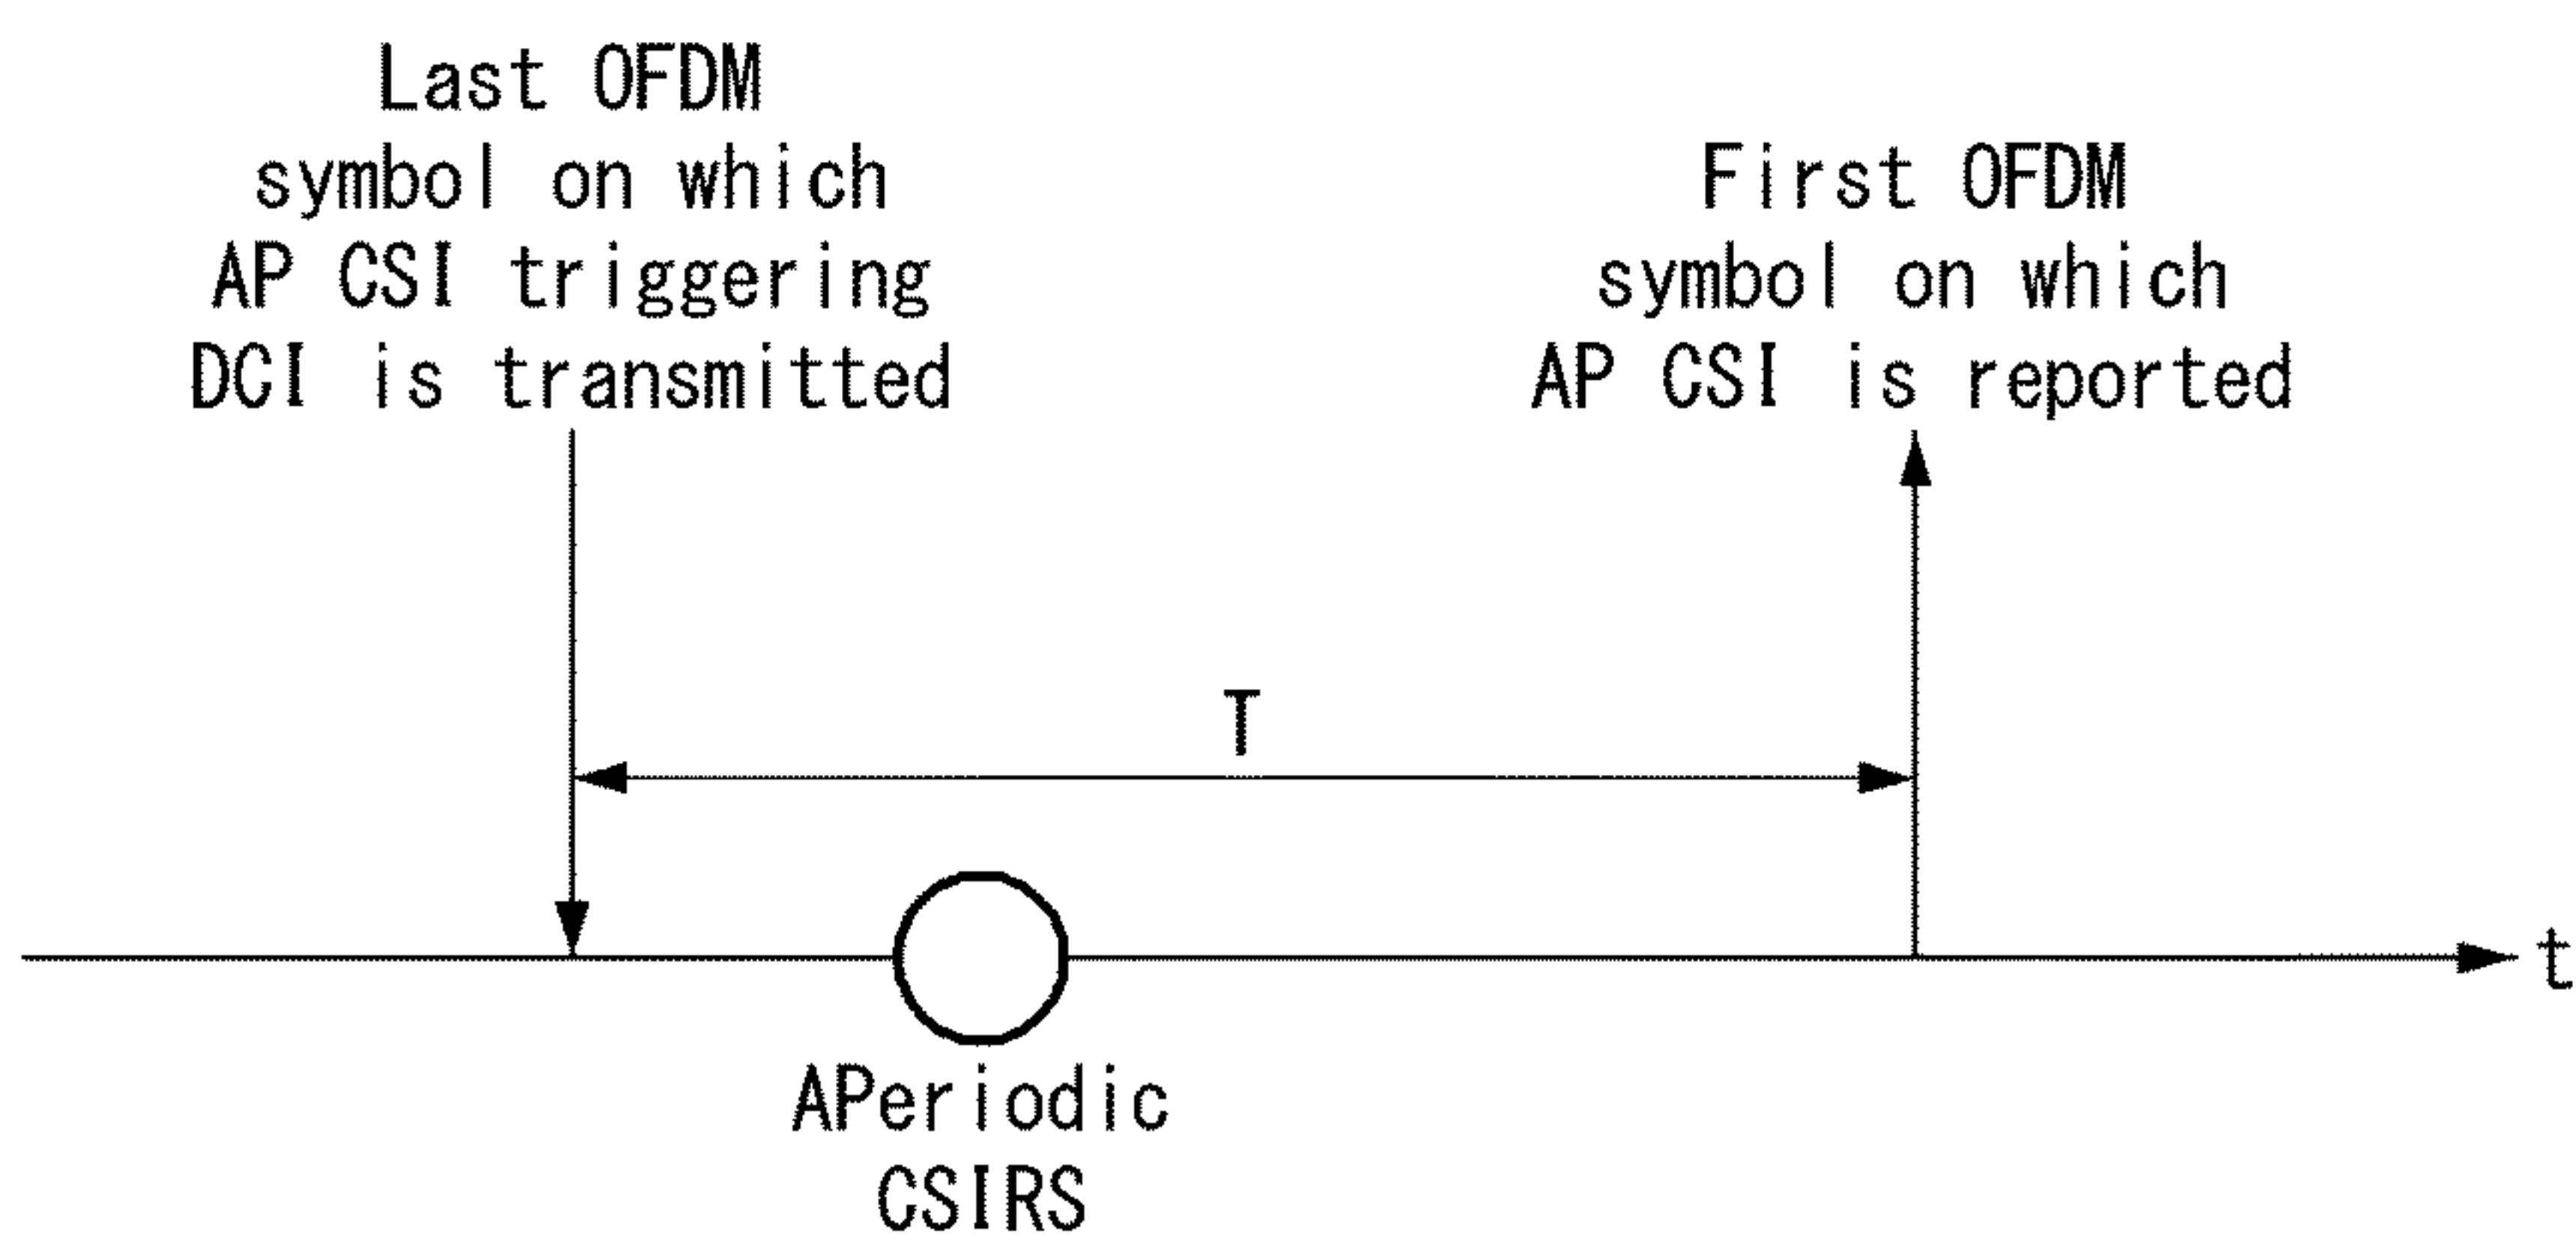 Last OFDM
symbol on which
AP CSI triggering
DCI is transmitted
First OFDM
symbol on which
AP CSI is reported
T
t
APeriodic
CSIRS